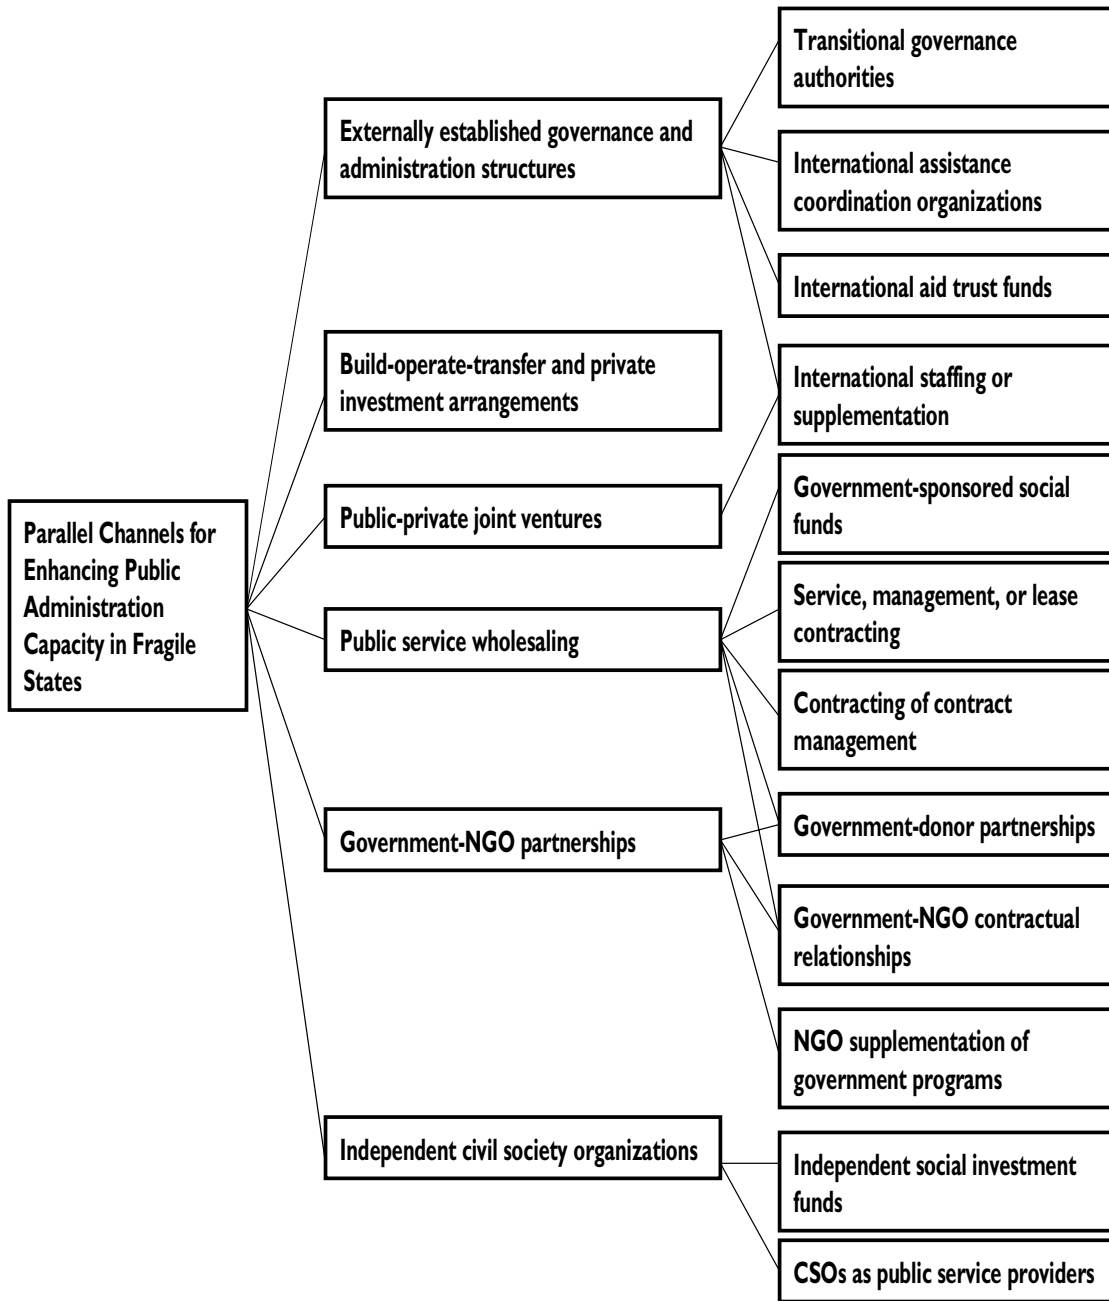 Parallel Channels for
Enhancing Public
Administration
Capacity in Fragile
States
Externally established governance and
administration structures
Build-operate-transfer and private
investment arrangements
Public-private joint ventures
Public service wholesaling
Government-NGO partnerships
Independent civil society organizations
Transitional governance
authorities
International assistance
coordination organizations
International aid trust funds
International staffing or
supplementation
Government-sponsored social
funds
Service, management, or lease
contracting
Contracting of contract
management
Government-donor partnerships
Government-NGO contractual
relationships
NGO supplementation of
government programs
Independent social investment
funds
CSOs as public service providers